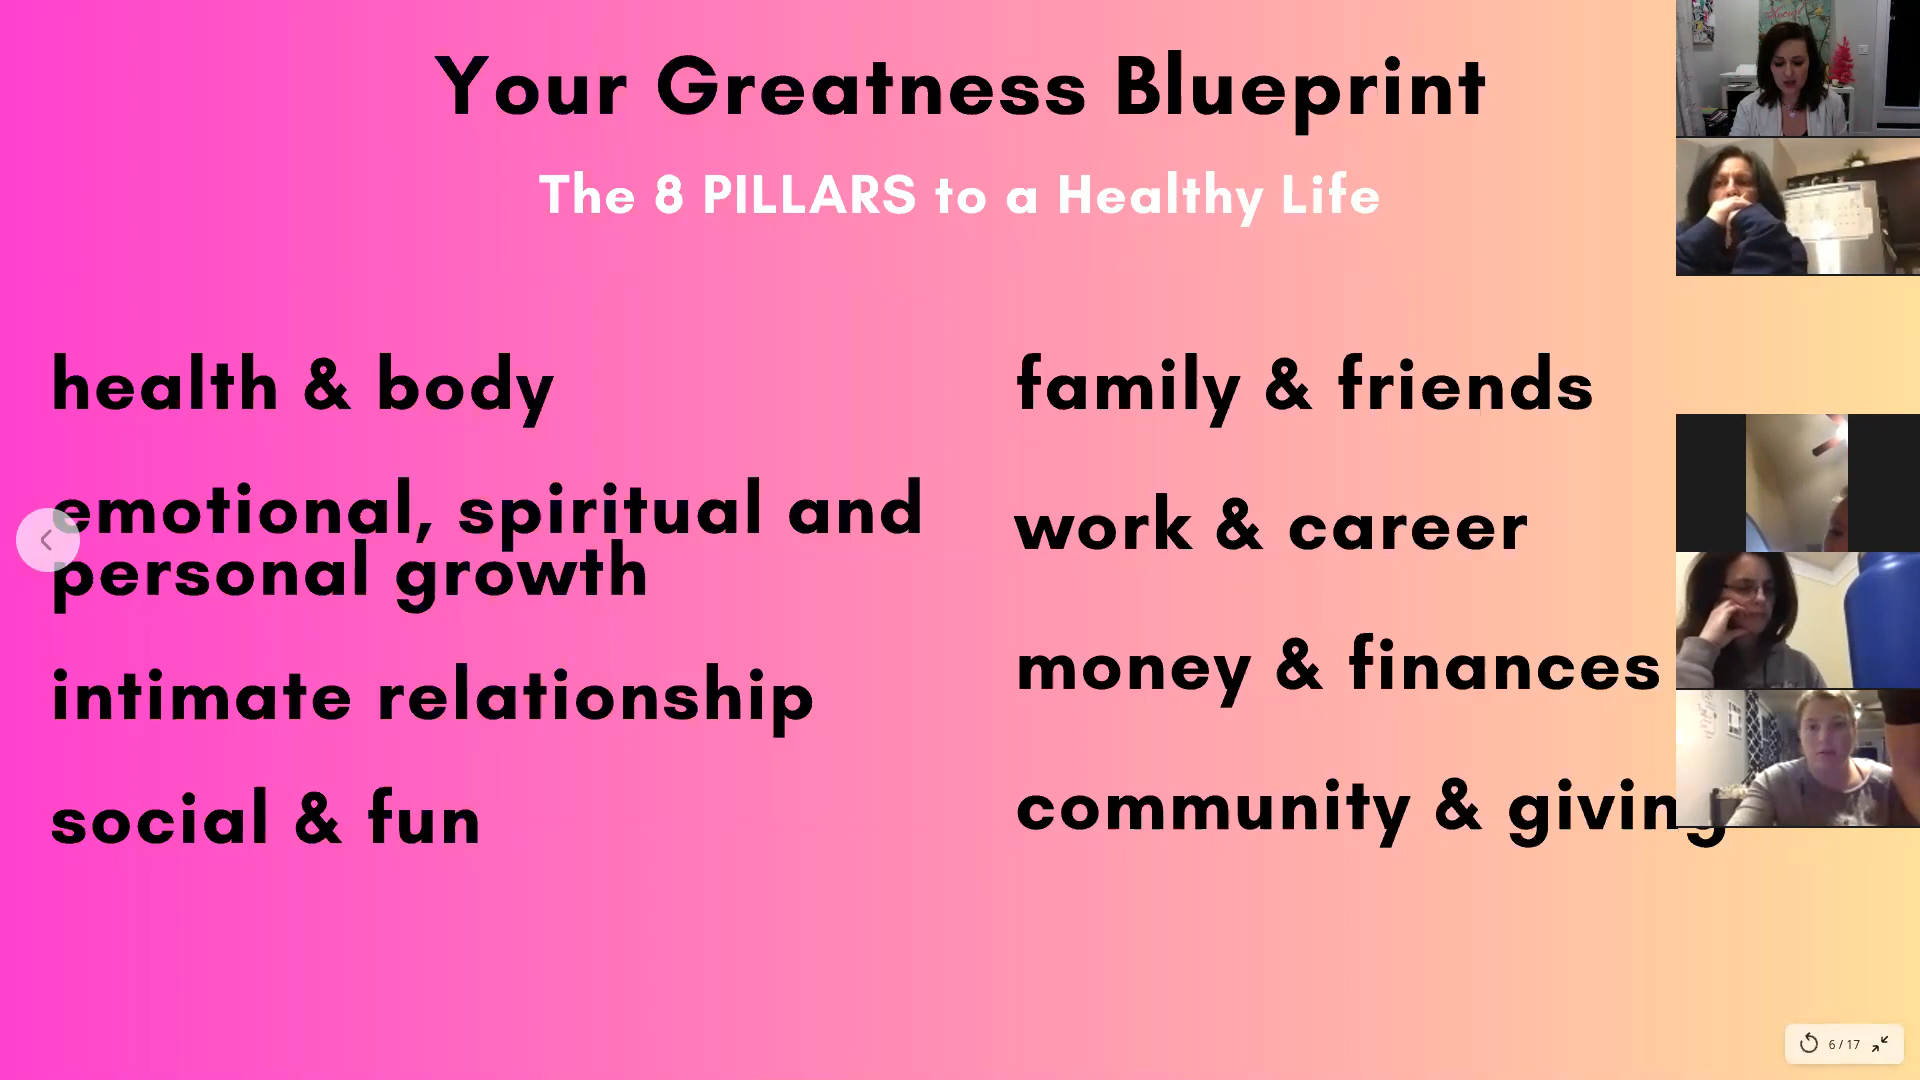 Your Greatness Blueprint
The 8 PILLARS to a Healthy Life
health & body
emotional, spiritual and
personal growth
intimate relationship
social & fun
family & friends
work & career
money & finances
community & giving
6 / 17